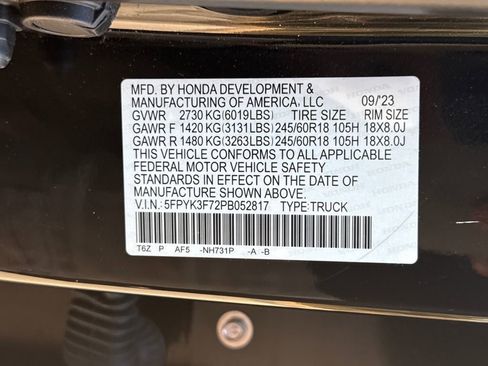 MFD. BY HONDA DEVELOPMENT &
MANUFACTURING OF AMERICA, LLC 09/'23
GVWR 2730 KG(6019LBS) TIRE SIZE RIM SIZE
GAWR F 1420 KG(3131LBS) 245/60R18 105H 18X8.0J
GAWR R 1480 KG(3263LBS) 245/60R18 105H 18X8.0J
THIS VEHICLE CONFORMS TO ALL APPLICABLE
FEDERAL MOTOR VEHICLE SAFETY
STANDARDS IN EFFECT ON THE DATE OF
MANUFACTURE SHOWN ABOVE.
V.I.N.: 5FPYK3F72PB052817 TYPE:TRUCK
T6Z P AF5 -NH731P -A -B